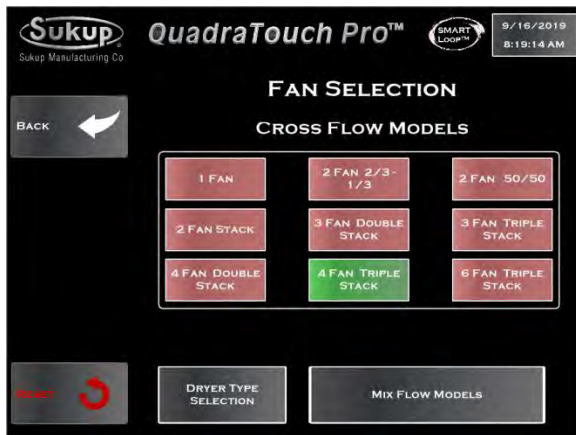 Sukup
Sukup Manufacturing Co
QuadraTouch Pro™
SMART
LOOP™
9/16/2019
8:19:14 AM
FAN SELECTION
BACK
CROSS FLOW MODELS
1 FAN
2 FAN 2/3-
1/3
2 FAN 50/50
2 FAN STACK
3 FAN DOUBLE
STACK
3 FAN TRIPLE
STACK
4 FAN DOUBLE
STACK
4 FAN TRIPLE
STACK
6 FAN TRIPLE
STACK
RESET
DRYER TYPE
SELECTION
MIX FLOW MODELS